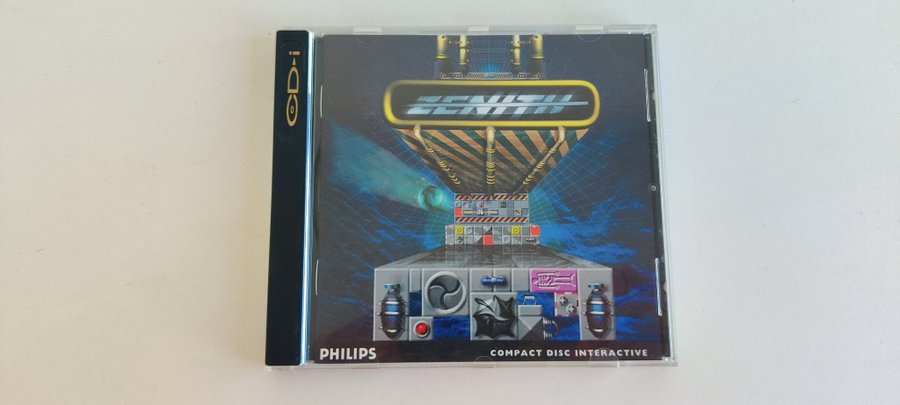 CD-i
ZENITH
PHILIPS
COMPACT DISC INTERACTIVE